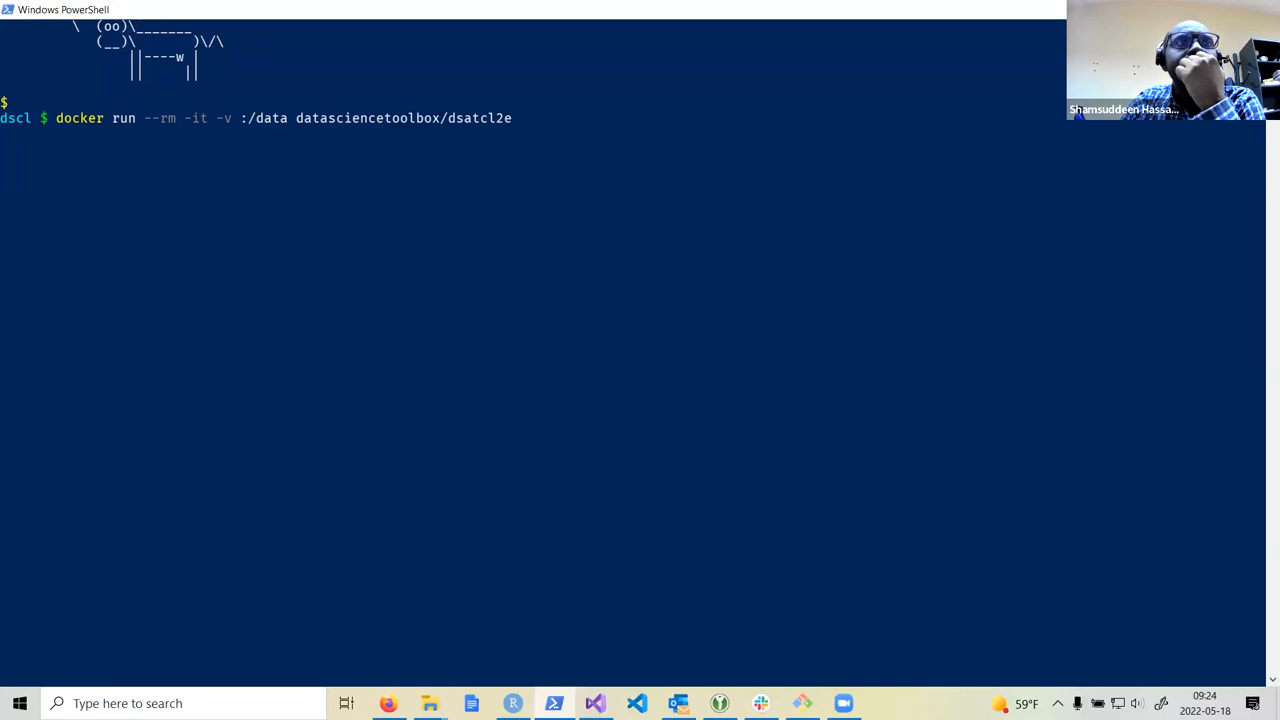 Windows PowerShell
\  (oo)\_______
(__)\       )\/\
||----w |
||     ||
$
dscl $ docker run --rm -it -v :/data datasciencetoolbox/dsatcl2e
Shamsuddeen Hassa...
Type here to search
59°F
09:24
2022-05-18